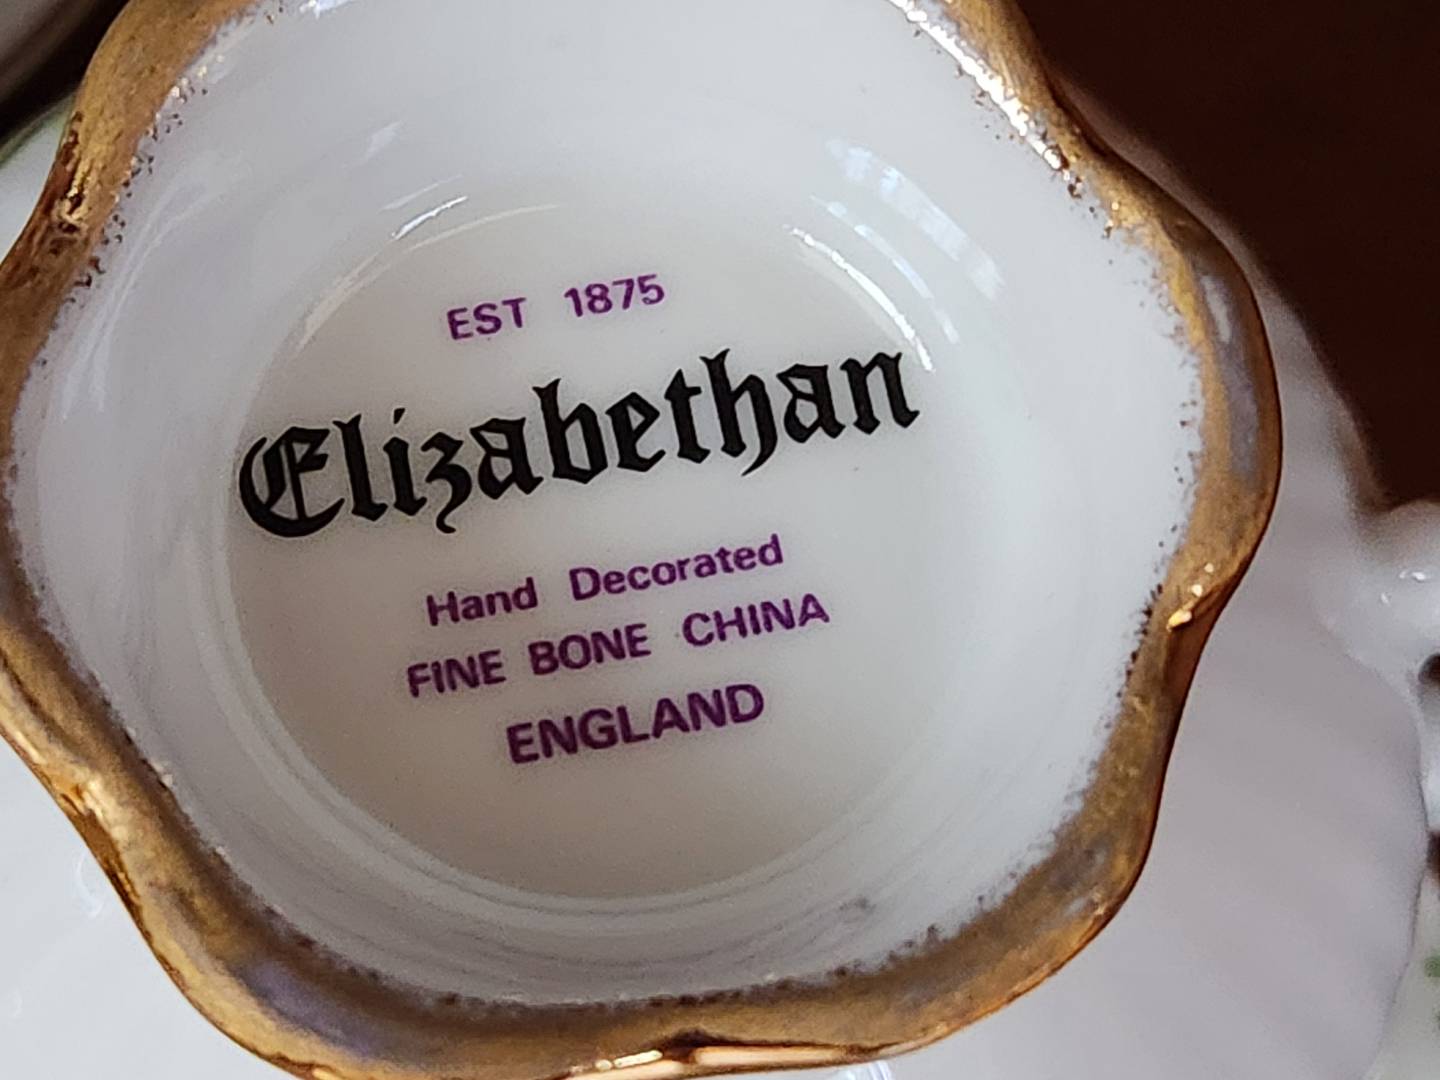 EST 1875
Elizabethan
Hand Decorated
FINE BONE CHINA
ENGLAND